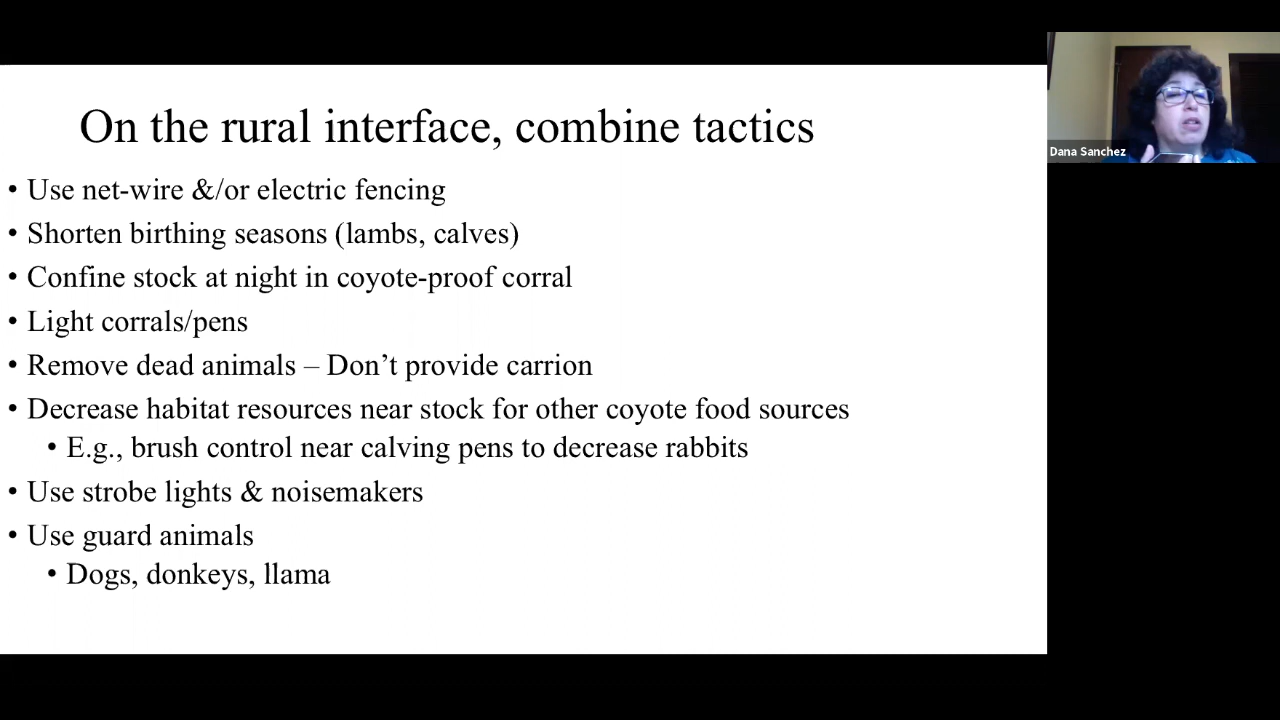 On the rural interface, combine tactics
• Use net-wire &/or electric fencing
• Shorten birthing seasons (lambs, calves)
• Confine stock at night in coyote-proof corral
• Light corrals/pens
• Remove dead animals – Don’t provide carrion
• Decrease habitat resources near stock for other coyote food sources
• E.g., brush control near calving pens to decrease rabbits
• Use strobe lights & noisemakers
• Use guard animals
• Dogs, donkeys, llama
Dana Sanchez